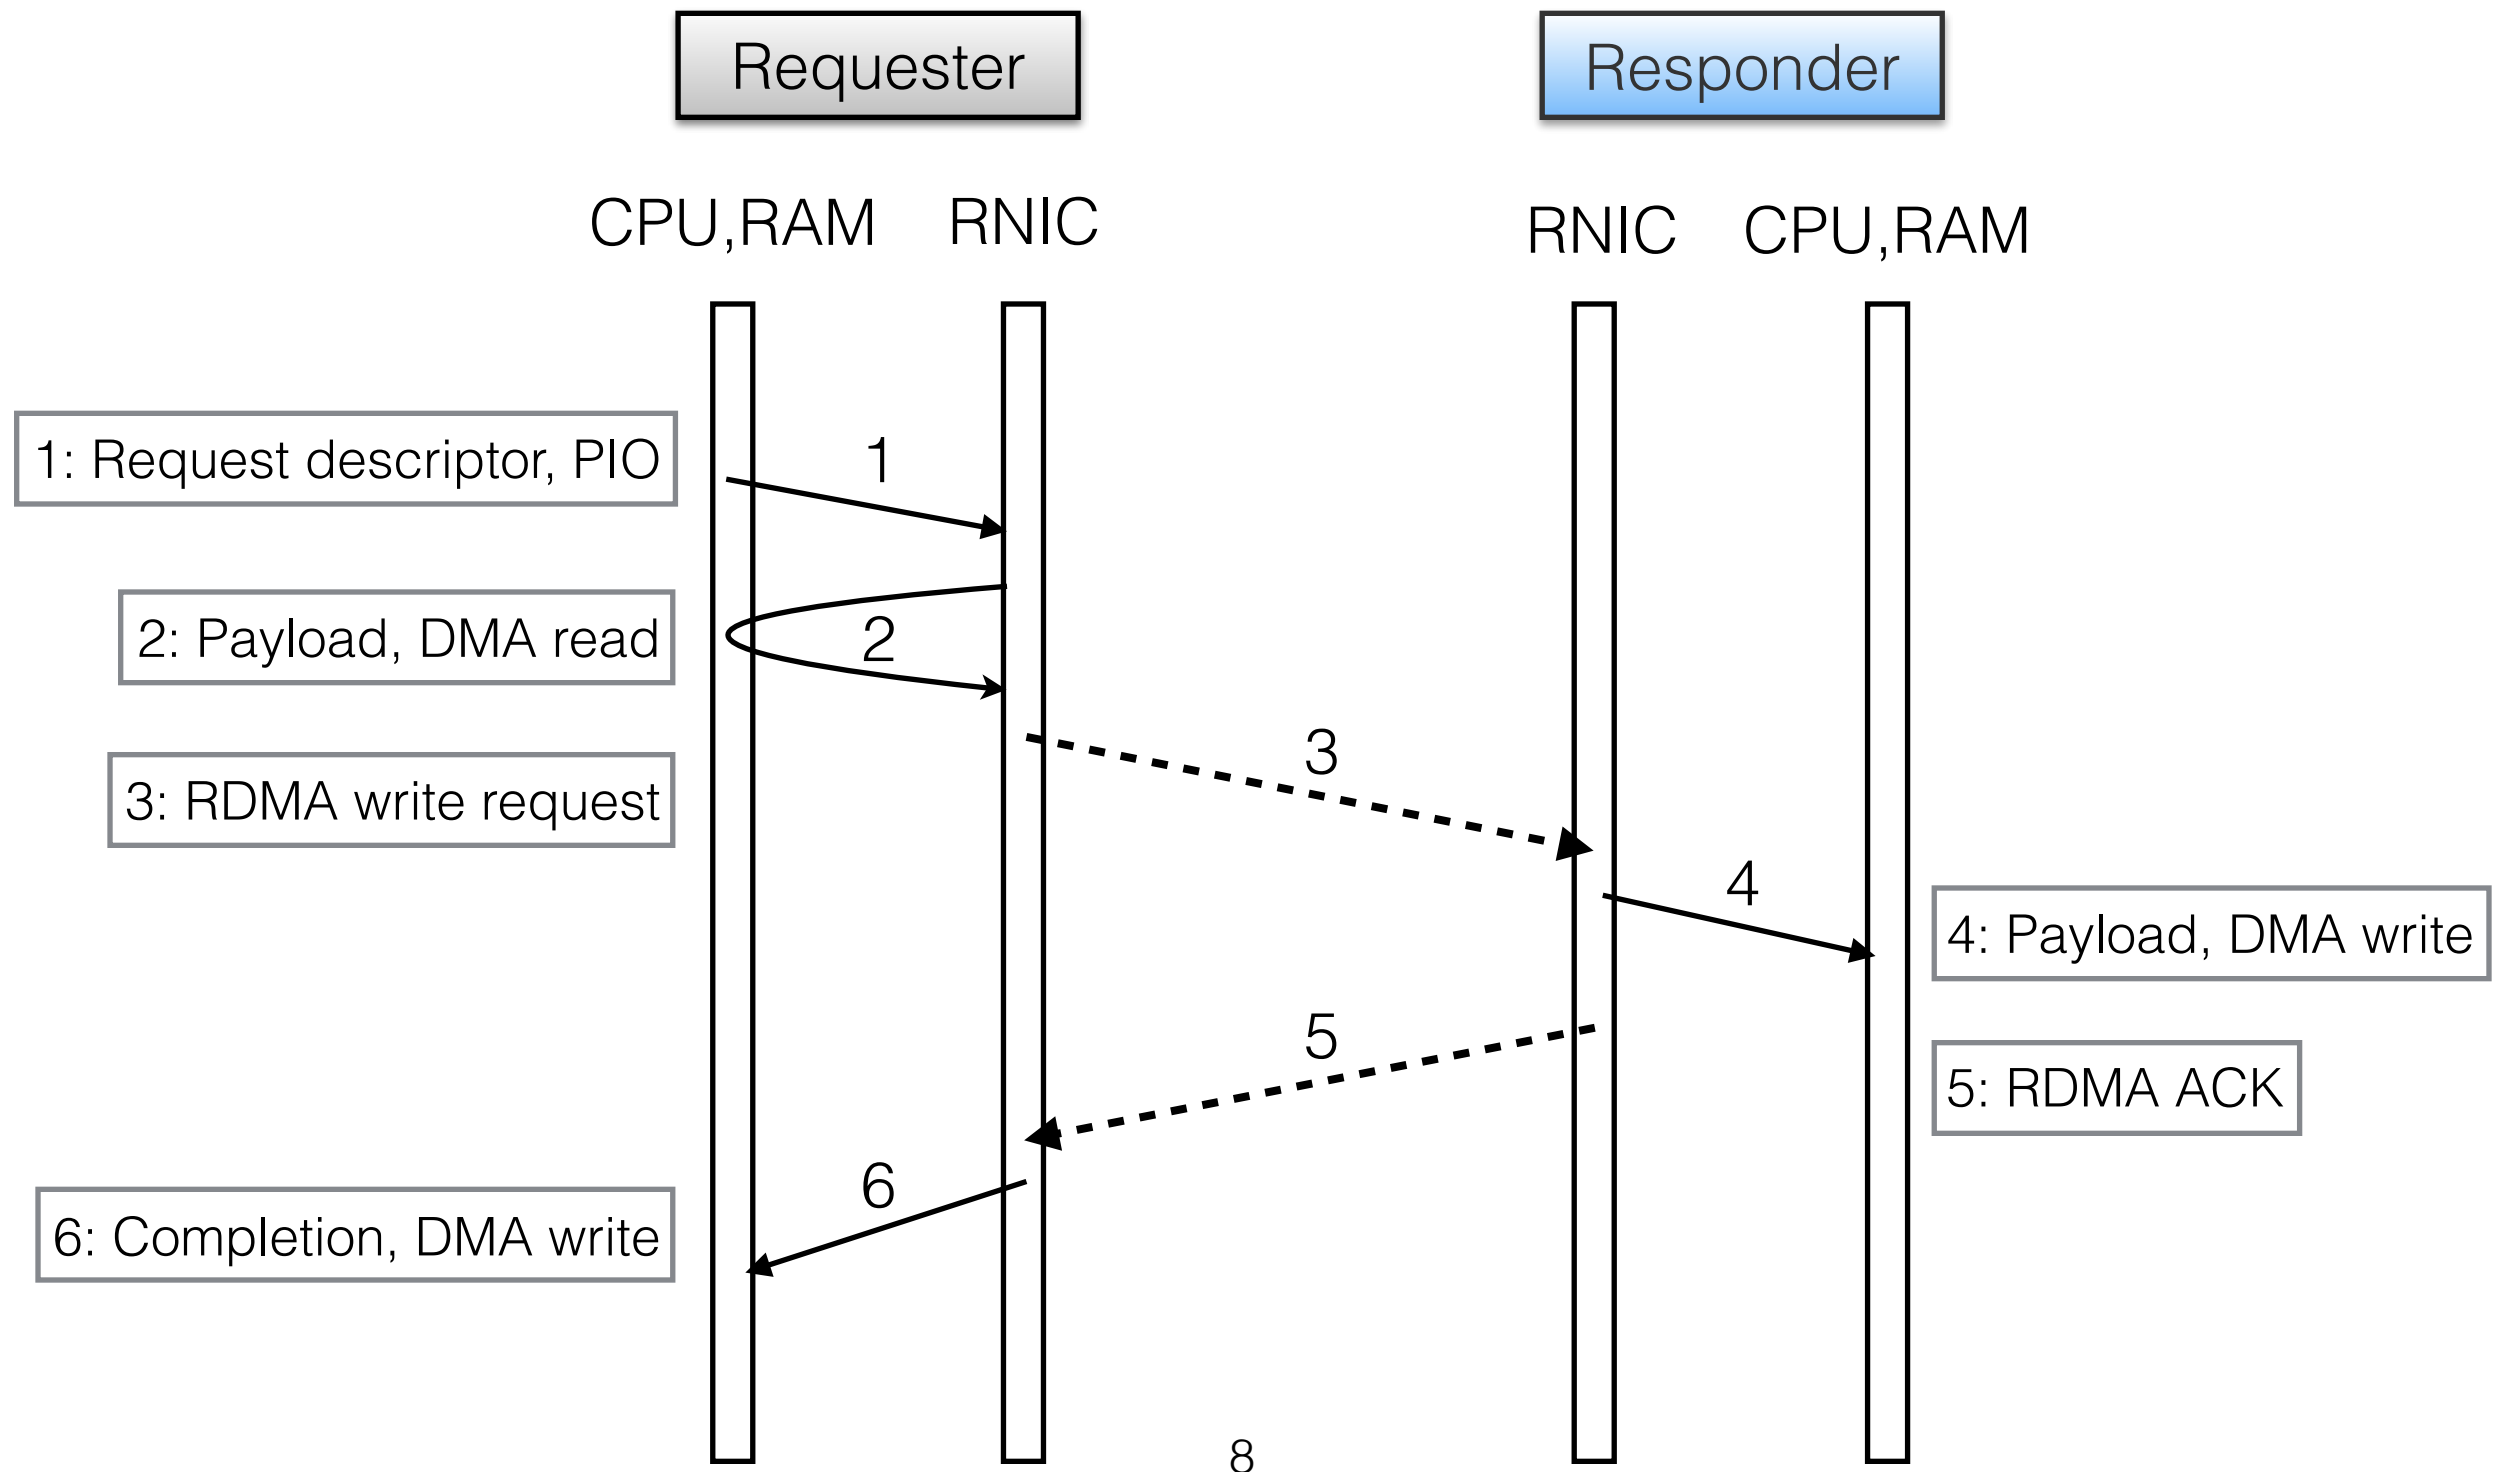 Requester
Responder
CPU,RAM
RNIC
RNIC
CPU,RAM
1: Request descriptor, PIO
1
2: Payload, DMA read
2
3: RDMA write request
3
4
4: Payload, DMA write
5
5: RDMA ACK
6
6: Completion, DMA write
8